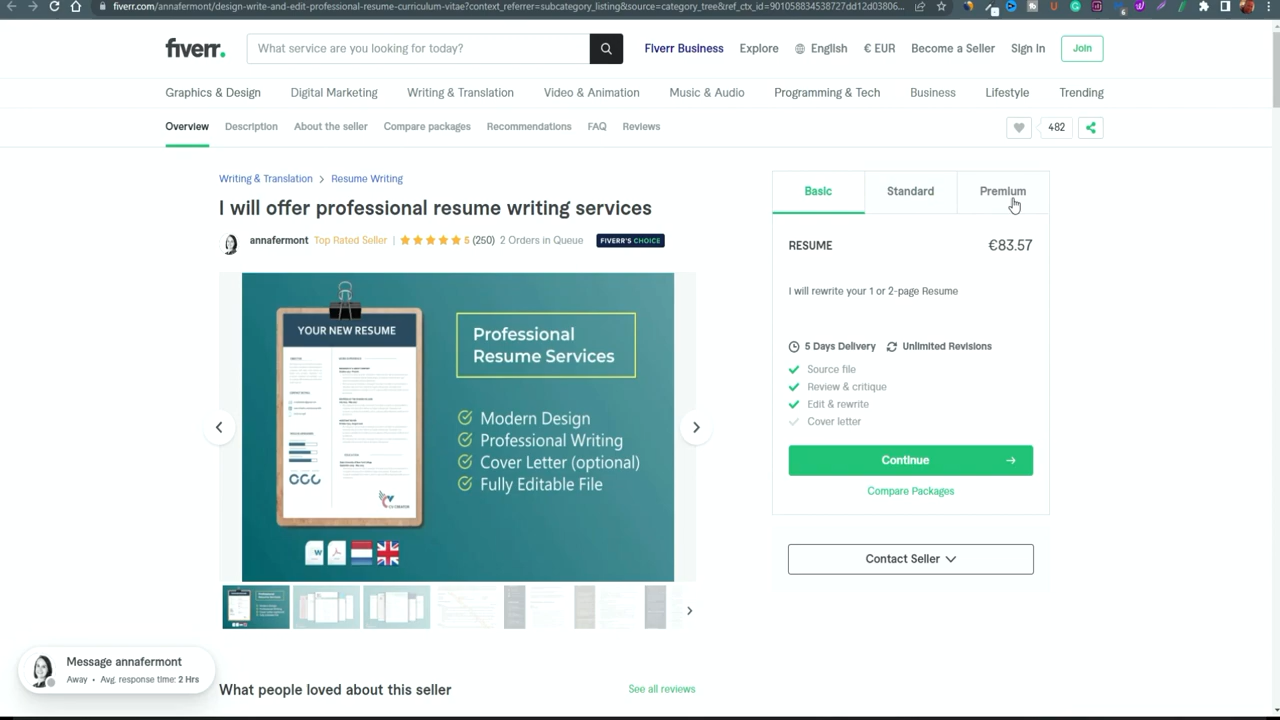 fiverr.com/annafermont/design-write-and-edit-professional-resume-curriculum-vitae?context_referrer=subcategory_listing&source=category_tree&ref_ctx_id=901058834538727dd12d03806...
fiverr.
What service are you looking for today?
Fiverr Business
Explore
English
€ EUR
Become a Seller
Sign In
Join
Graphics & Design
Digital Marketing
Writing & Translation
Video & Animation
Music & Audio
Programming & Tech
Business
Lifestyle
Trending
Overview
Description
About the seller
Compare packages
Recommendations
FAQ
Reviews
482
Writing & Translation > Resume Writing
I will offer professional resume writing services
annafermont Top Rated Seller | 5 (250) 2 Orders in Queue FIVERR'S CHOICE
YOUR NEW RESUME
Professional
Resume Services
Modern Design
Professional Writing
Cover Letter (optional)
Fully Editable File
Basic
Standard
Premium
RESUME €83.57
I will rewrite your 1 or 2-page Resume
5 Days Delivery Unlimited Revisions
Source file
Review & critique
Edit & rewrite
Cover letter
Continue
Compare Packages
Contact Seller
Message annafermont
Away • Avg. response time: 2 Hrs
What people loved about this seller
See all reviews